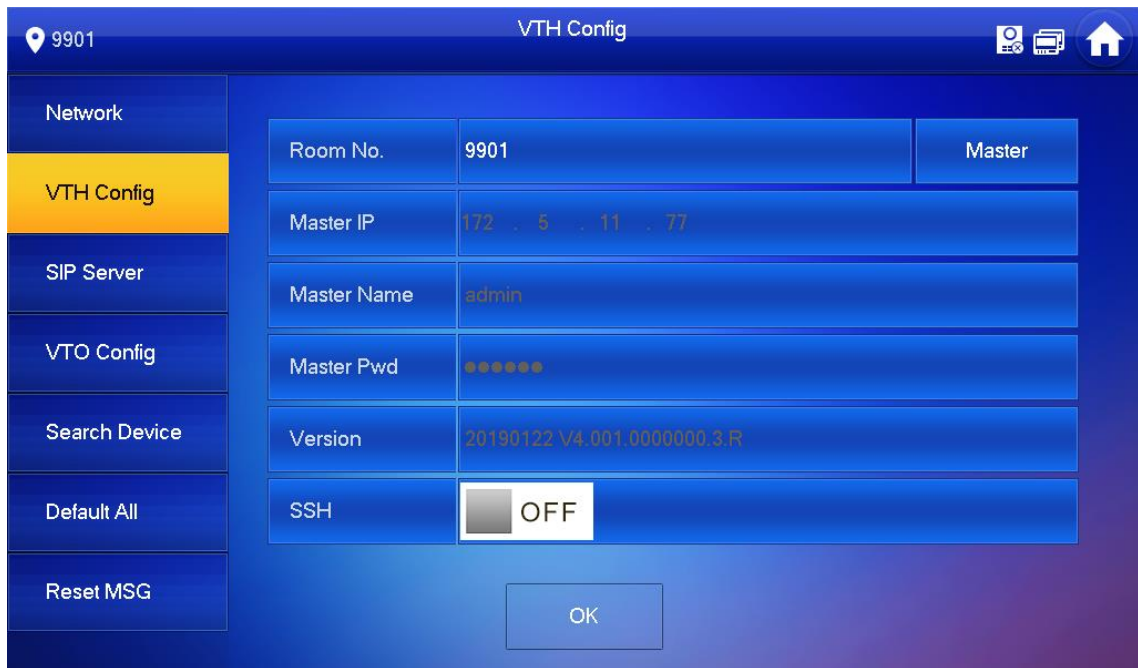 9901
VTH Config
Network
VTH Config
SIP Server
VTO Config
Search Device
Default All
Reset MSG
Room No. 9901 Master
Master IP 172 . 5 . 11 . 77
Master Name admin
Master Pwd ●●●●●●
Version 20190122 V4.001.0000000.3.R
SSH OFF
OK